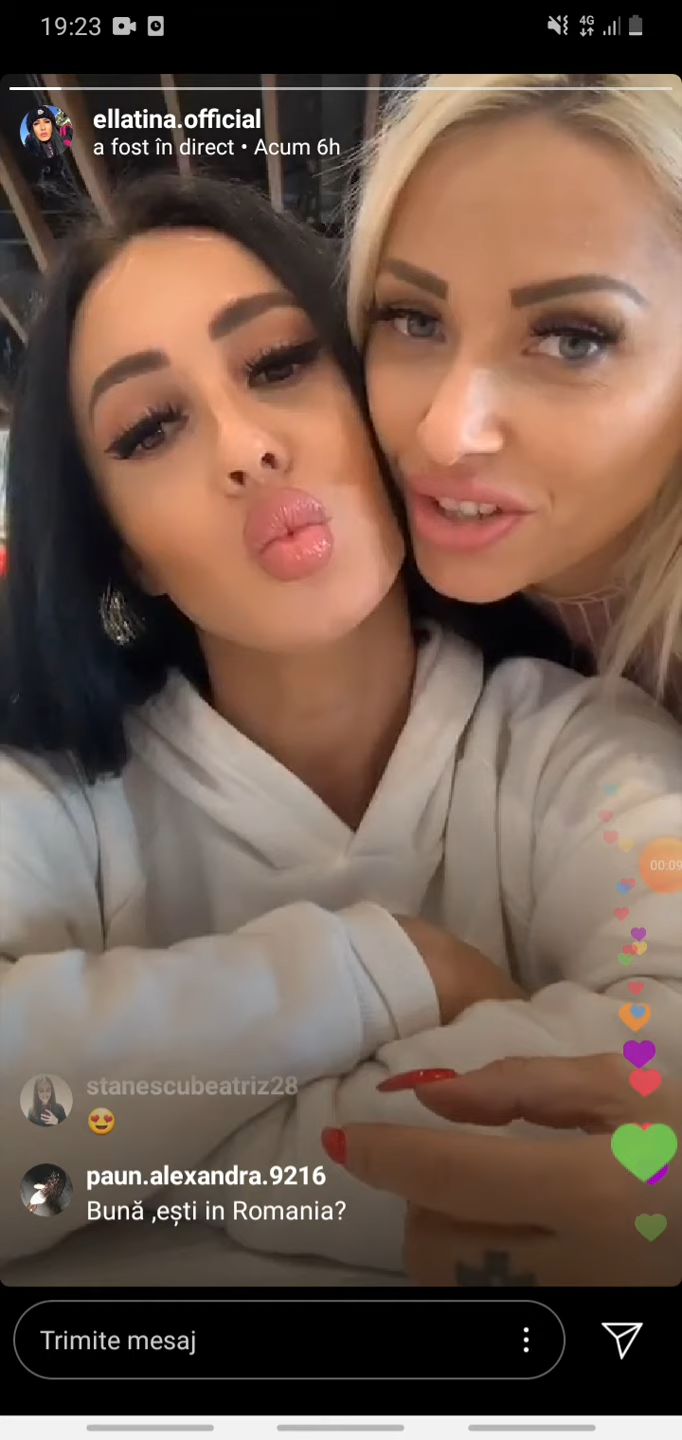 19:23
4G
ellatina.official
a fost în direct • Acum 6h
00:09
stanescubeatriz28
😍
paun.alexandra.9216
Bună ,ești in Romania?
Trimite mesaj